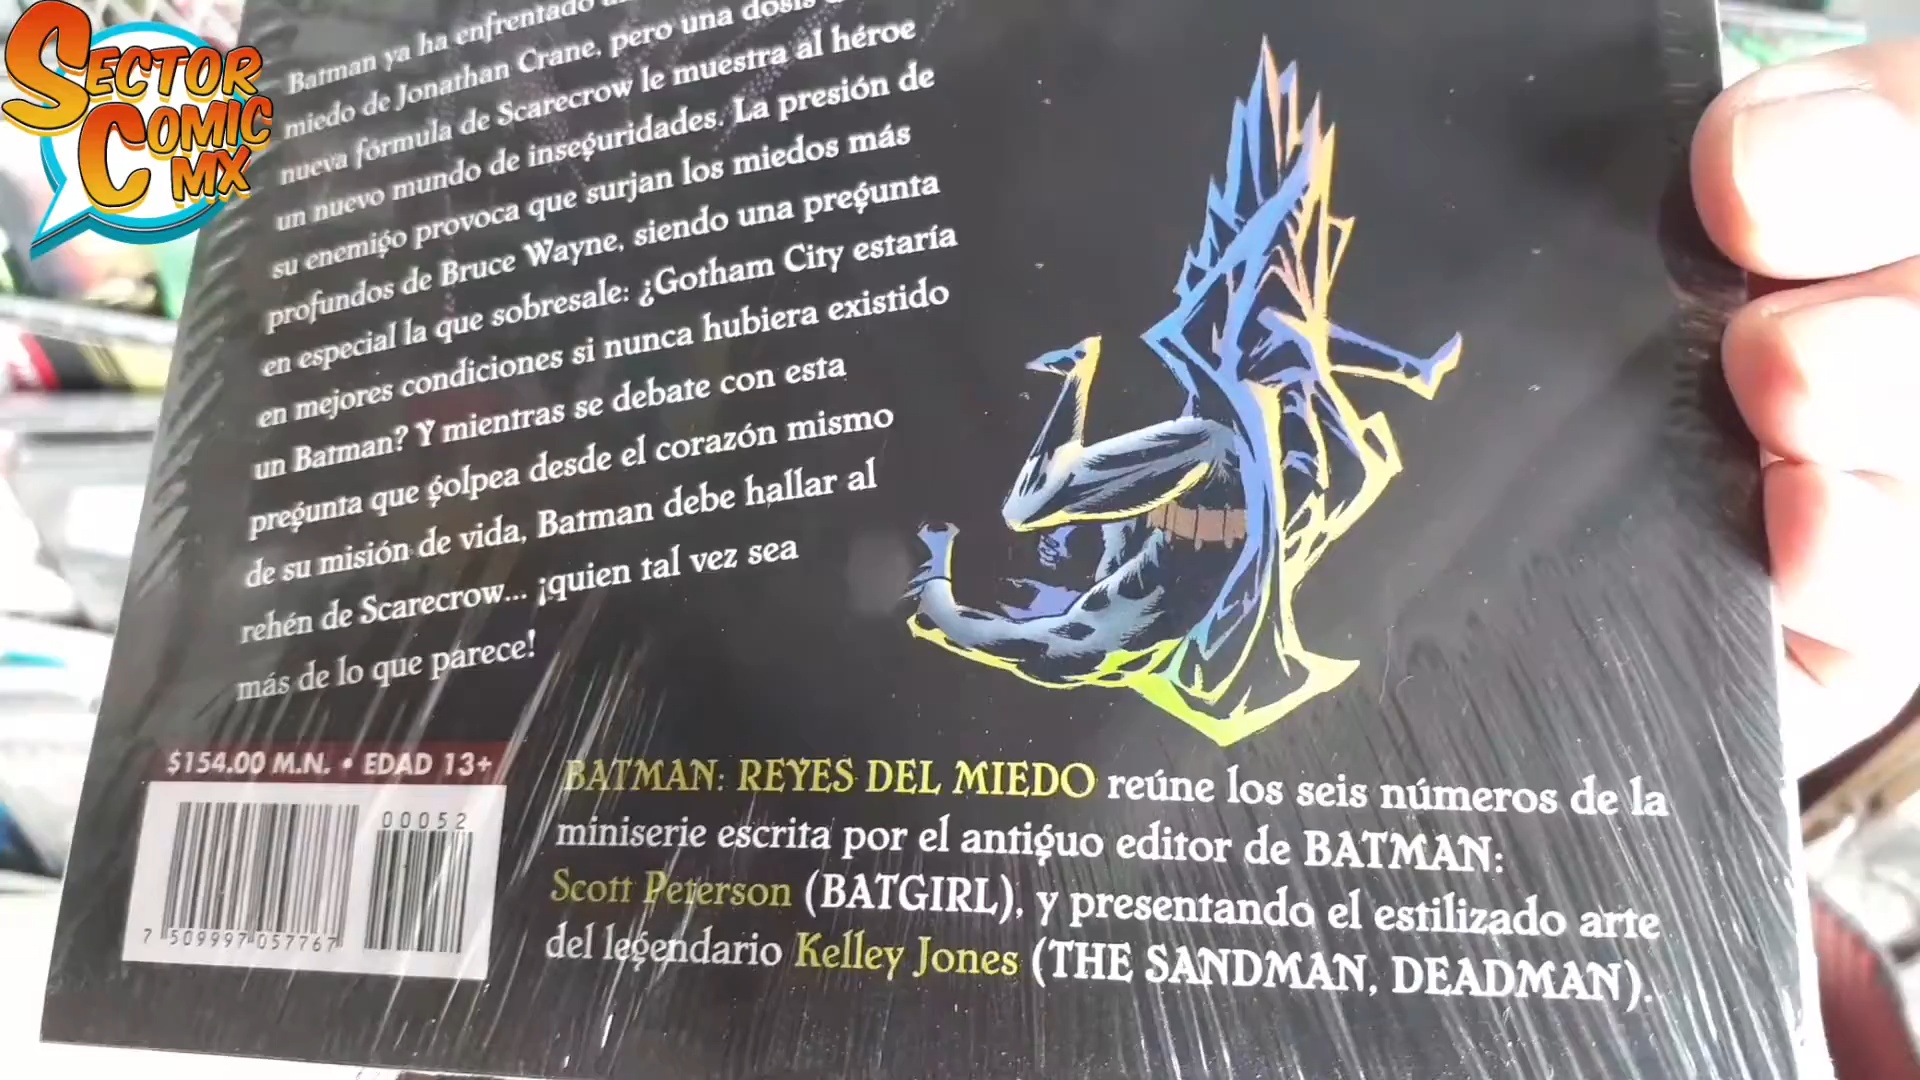 SECTOR
COMIC
MX
Batman ya ha enfrentado
miedo de Jonathan Crane, pero una dosis
nueva fórmula de Scarecrow le muestra al héroe
un nuevo mundo de inseguridades. La presión de
su enemigo provoca que surjan los miedos más
profundos de Bruce Wayne, siendo una pregunta
en especial la que sobresale: ¿Gotham City estaría
en mejores condiciones si nunca hubiera existido
un Batman? Y mientras se debate con esta
pregunta que golpea desde el corazón mismo
de su misión de vida, Batman debe hallar al
rehén de Scarecrow... ¡quien tal vez sea
más de lo que parece!
$154.00 M.N. • EDAD 13+
00052
7 509997 057767
BATMAN: REYES DEL MIEDO reúne los seis números de la
miniserie escrita por el antiguo editor de BATMAN:
Scott Peterson (BATGIRL), y presentando el estilizado arte
del legendario Kelley Jones (THE SANDMAN, DEADMAN).